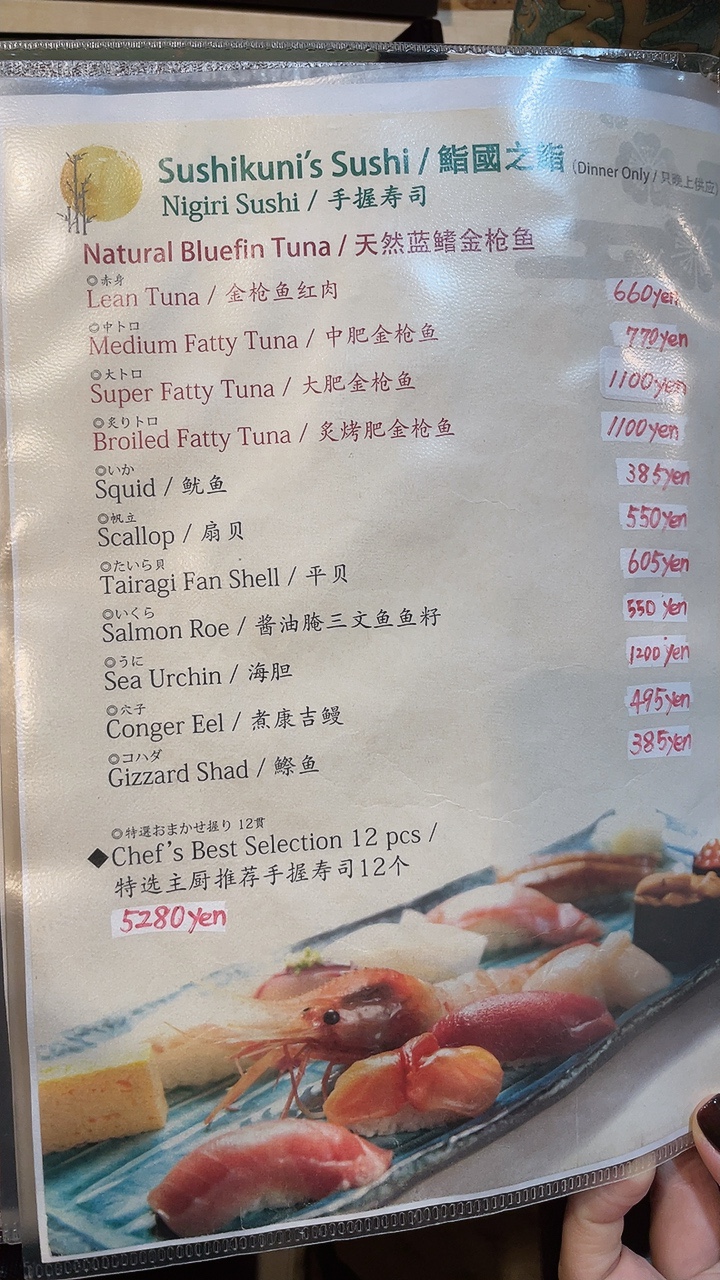 Sushikuni's Sushi / 鮨國之鮨 (Dinner Only / 只晚上供应)
Nigiri Sushi / 手握寿司
Natural Bluefin Tuna / 天然蓝鳍金枪鱼
◎赤身
Lean Tuna / 金枪鱼红肉 660yen
◎中トロ
Medium Fatty Tuna / 中肥金枪鱼 770yen
◎大トロ
Super Fatty Tuna / 大肥金枪鱼 1100yen
◎炙りトロ
Broiled Fatty Tuna / 炙烤肥金枪鱼 1100yen
◎いか
Squid / 鱿鱼 385yen
◎帆立
Scallop / 扇贝 550yen
◎たいら貝
Tairagi Fan Shell / 平贝 605yen
◎いくら
Salmon Roe / 酱油腌三文鱼鱼籽 550yen
◎うに
Sea Urchin / 海胆 1200yen
◎穴子
Conger Eel / 煮康吉鳗 495yen
◎コハダ
Gizzard Shad / 鰶鱼 385yen
◎特選おまかせ握り 12貫
◆Chef's Best Selection 12 pcs /
特选主厨推荐手握寿司12个
5280yen